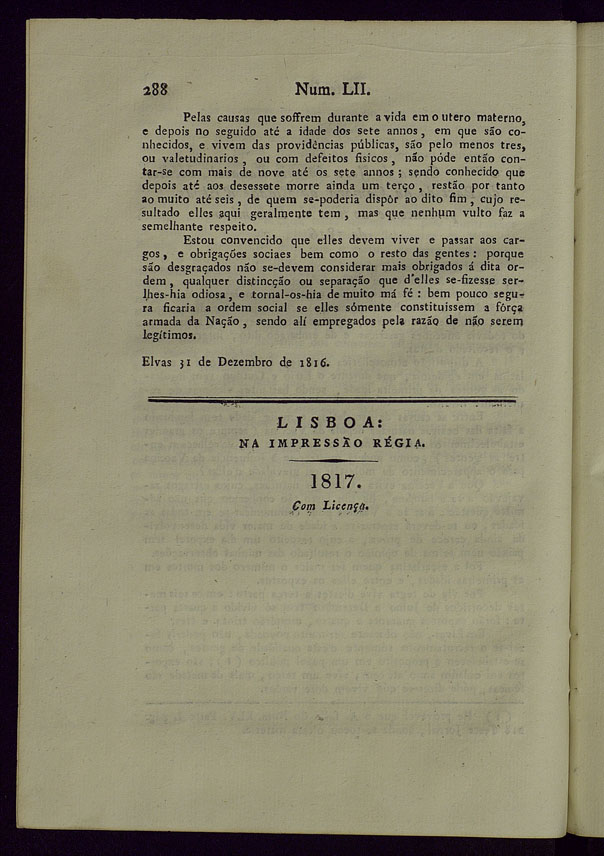 288 Num. LII.
Pelas causas que soffrem durante a vida em o utero materno,
e depois no seguido até a idade dos sete annos, em que são co-
nhecidos, e vivem das providências públicas, são pelo menos tres,
ou valetudinarios, ou com defeitos fisicos, não póde então con-
tar-se com mais de nove até os sete annos; sendo conhecido que
depois até aos desessete morre ainda um terço, restão por tanto
ao muito até seis, de quem se-poderia dispôr ao dito fim, cujo re-
sultado elles aqui geralmente tem, mas que nenhum vulto faz a
semelhante respeito.
Estou convencido que elles devem viver e passar aos car-
gos, e obrigações sociaes bem como o resto das gentes: porque
são desgraçados não se-devem considerar mais obrigados á dita or-
dem, qualquer distincção ou separação que d'elles se-fizesse ser-
lhes-hia odiosa, e tornal-os-hia de muito má fé: bem pouco segu-
ra ficaria a ordem social se elles sómente constituissem a fôrça
armada da Nação, sendo alí empregados pela razão de não serem
legítimos.
Elvas 31 de Dezembro de 1816.
LISBOA:
NA IMPRESSÃO RÉGIA.
1817.
Com Licença.